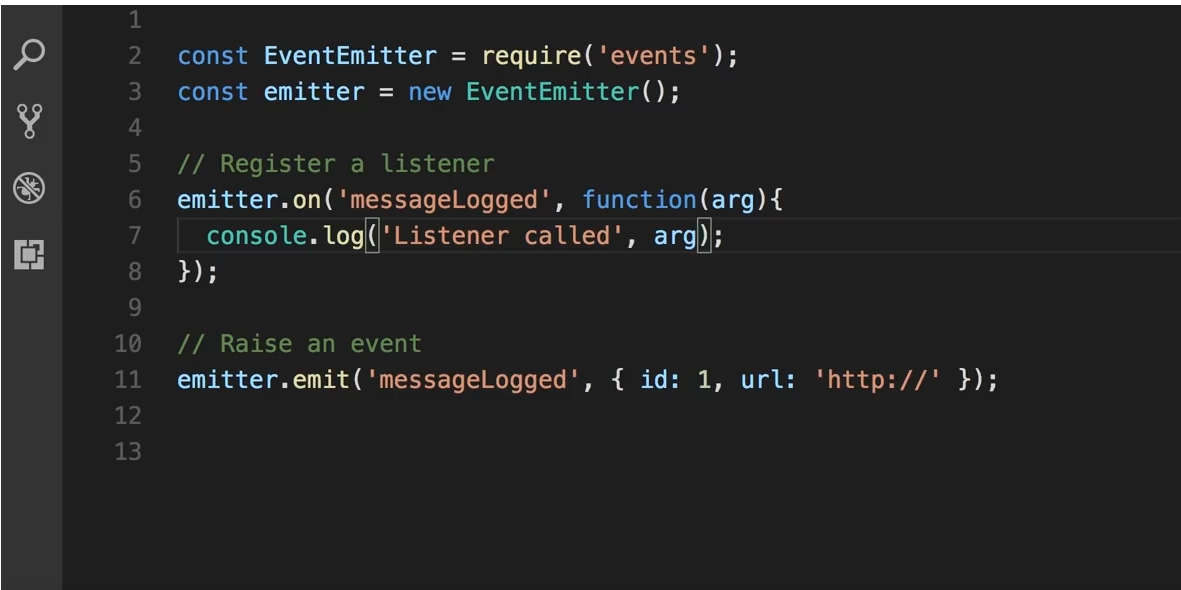 1
2 const EventEmitter = require('events');
3 const emitter = new EventEmitter();
4
5 // Register a listener
6 emitter.on('messageLogged', function(arg){
7   console.log('Listener called', arg);
8 });
9
10 // Raise an event
11 emitter.emit('messageLogged', { id: 1, url: 'http://' });
12
13